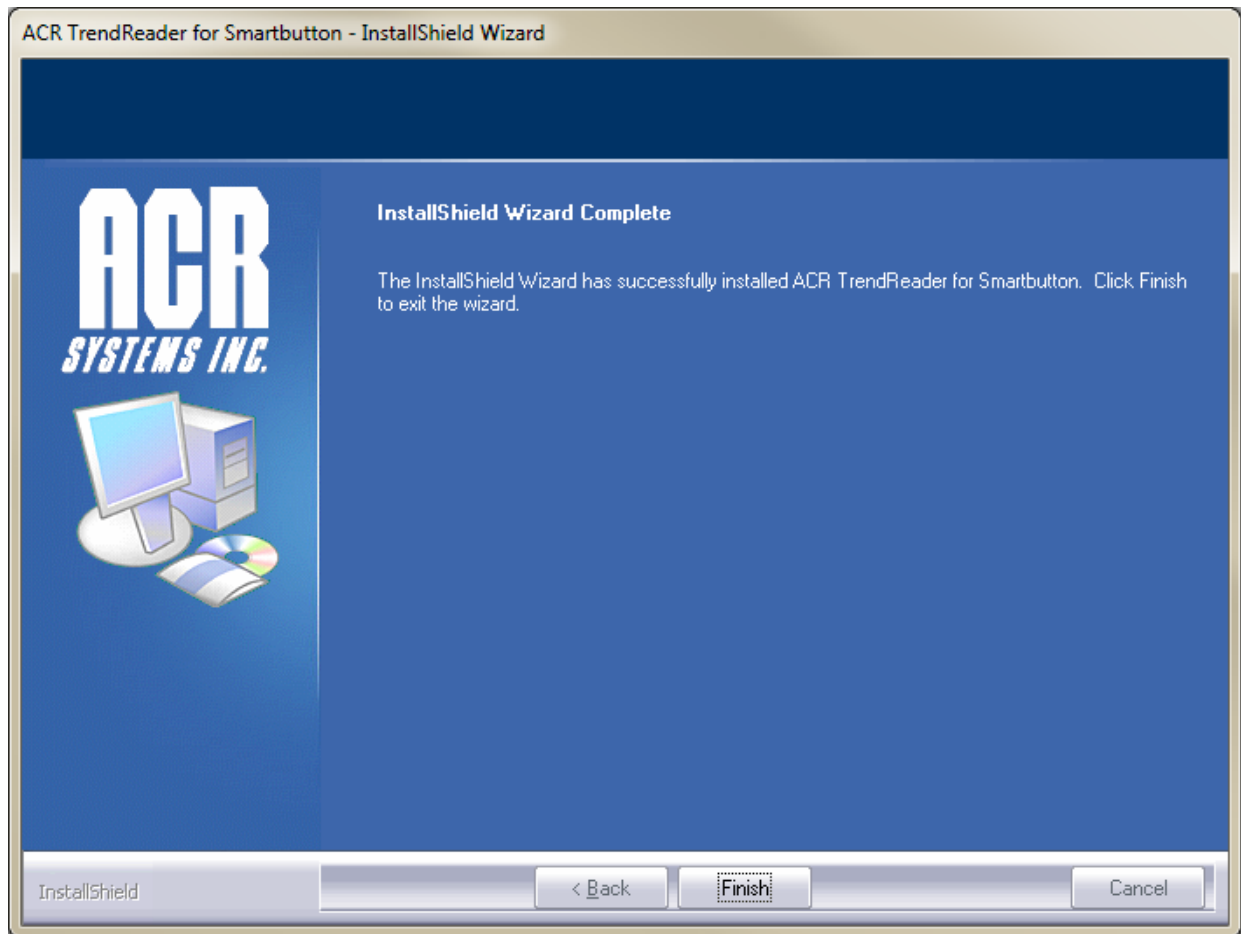 ACR TrendReader for Smartbutton - InstallShield Wizard
ACR
SYSTEMS INC.
InstallShield Wizard Complete
The InstallShield Wizard has successfully installed ACR TrendReader for Smartbutton. Click Finish
to exit the wizard.
InstallShield
< Back
Finish
Cancel